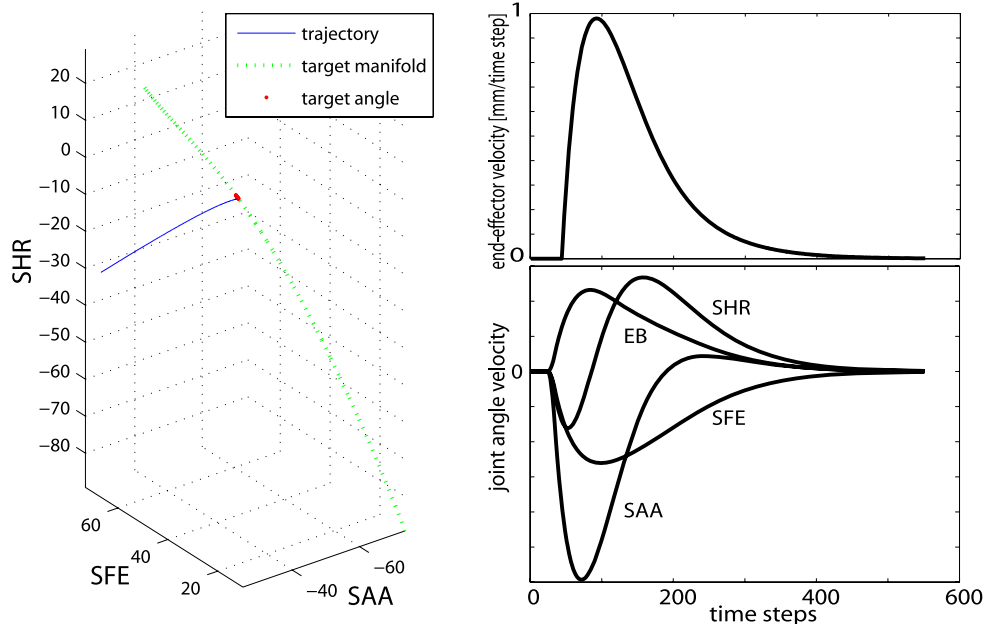 trajectory
target manifold
target angle
20
10
0
−10
−20
−30
−40
−50
−60
−70
−80
SHR
60
40
20
SFE
−40
−60
SAA
1
0
end-effector velocity [mm/time step]
0
joint angle velocity
SHR
EB
SFE
SAA
0
200
400
600
time steps